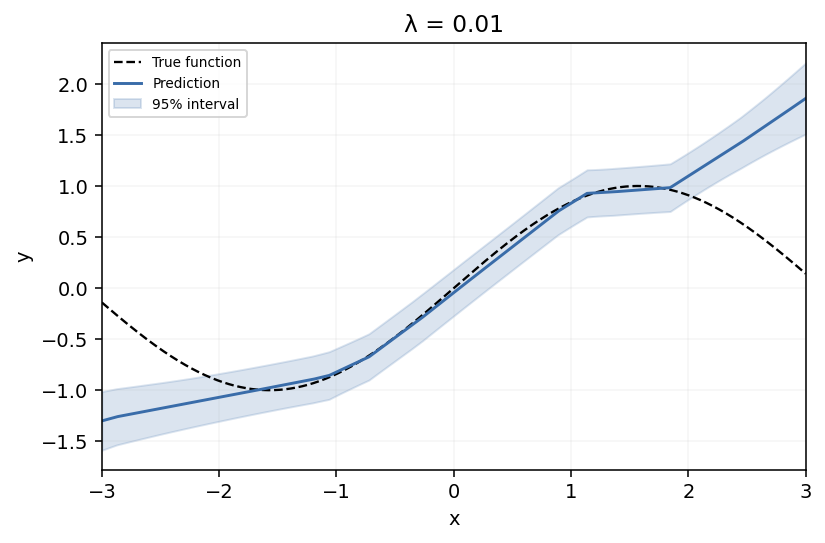 λ = 0.01
True function
Prediction
95% interval
y
2.0
1.5
1.0
0.5
0.0
−0.5
−1.0
−1.5
−3 −2 −1 0 1 2 3
x